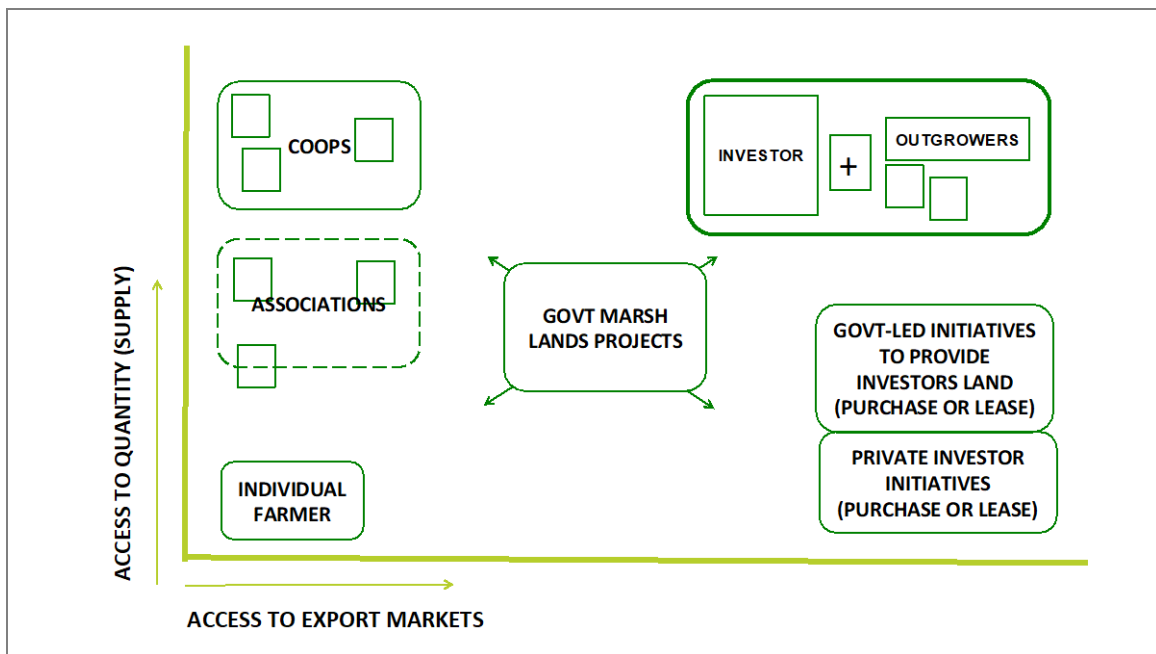 COOPS
INVESTOR
+
OUTGROWERS
ASSOCIATIONS
GOVT MARSH
LANDS PROJECTS
GOVT-LED INITIATIVES
TO PROVIDE
INVESTORS LAND
(PURCHASE OR LEASE)
PRIVATE INVESTOR
INITIATIVES
(PURCHASE OR LEASE)
INDIVIDUAL
FARMER
ACCESS TO QUANTITY (SUPPLY)
ACCESS TO EXPORT MARKETS